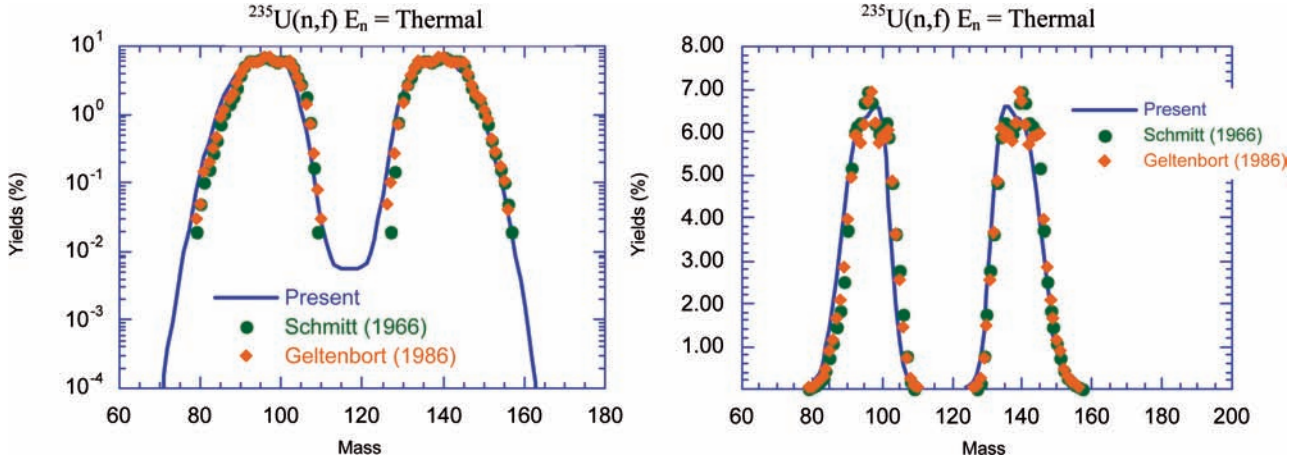 ²³⁵U(n,f) Eₙ = Thermal
10¹
10⁰
10⁻¹
10⁻²
10⁻³
10⁻⁴
Yields (%)
Present
Schmitt (1966)
Geltenbort (1986)
60 80 100 120 140 160 180
Mass
²³⁵U(n,f) Eₙ = Thermal
8.00
7.00
6.00
5.00
4.00
3.00
2.00
1.00
Yields (%)
Present
Schmitt (1966)
Geltenbort (1986)
60 80 100 120 140 160 180 200
Mass